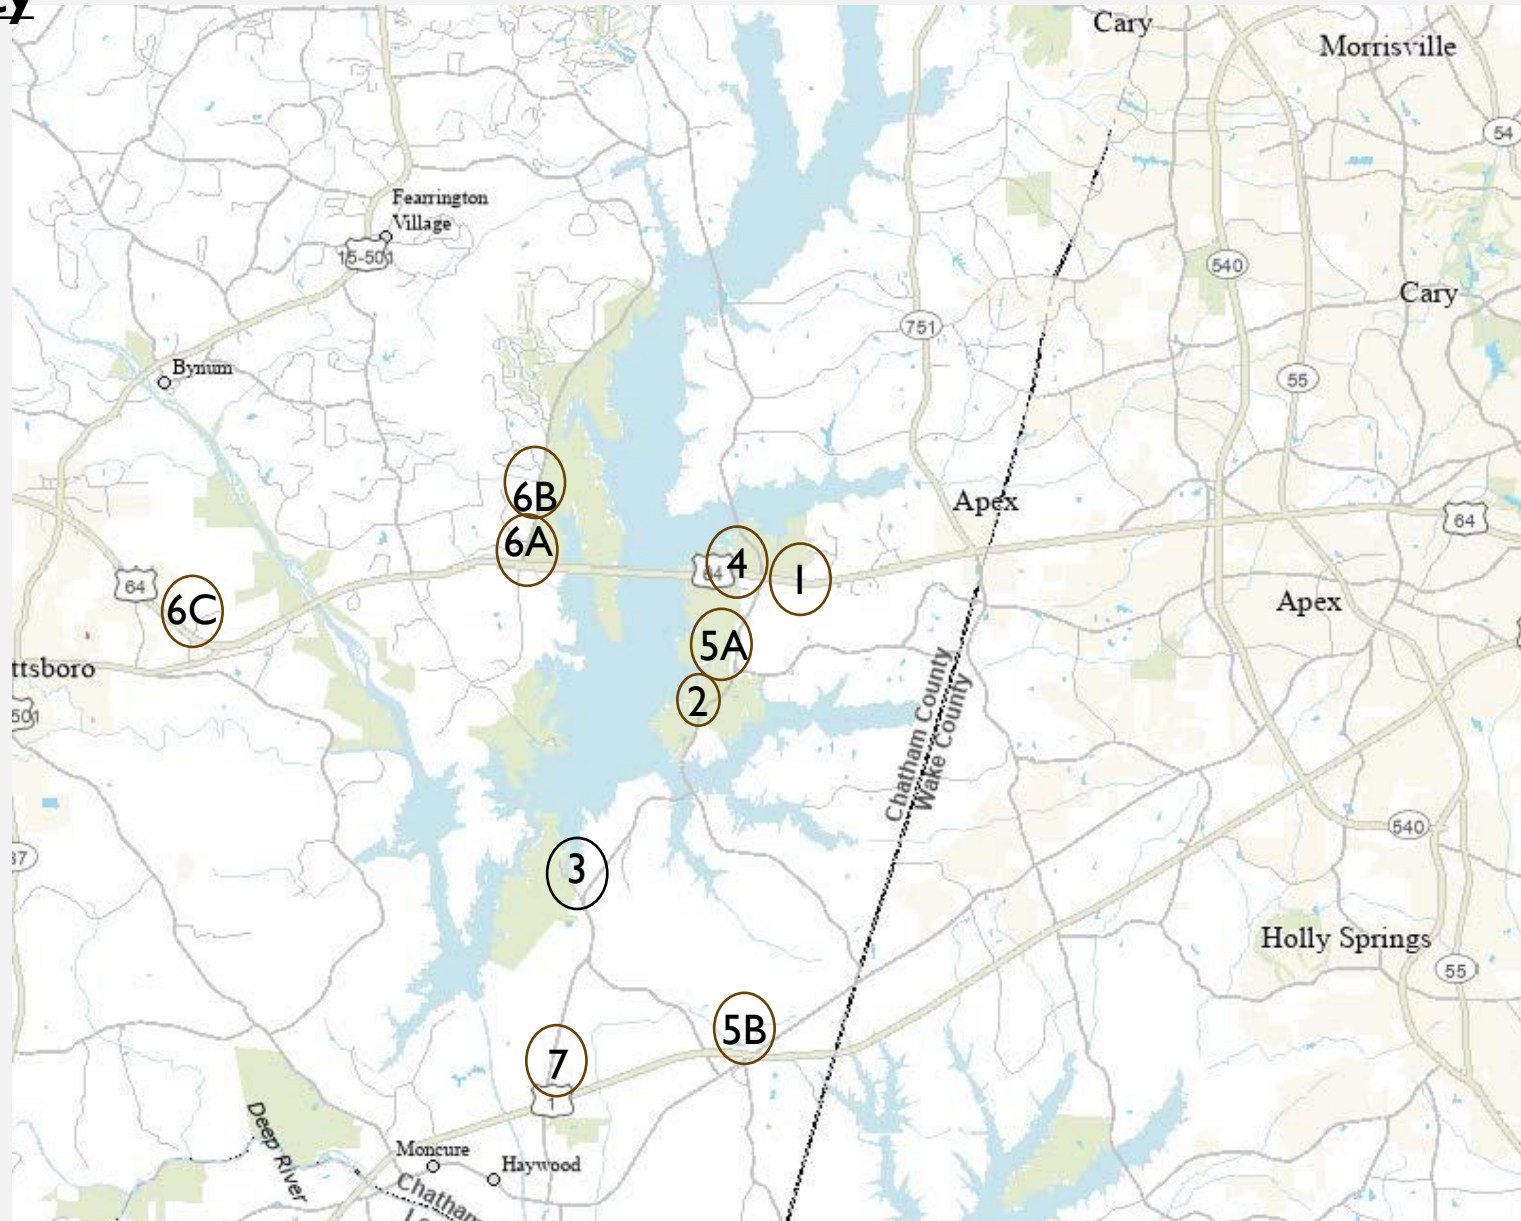 Cary
Morrisville
54
Fearrington
Village
15-501
540
Cary
751
Bynum
55
6B
Apex
64
6A
4
64
1
64
6C
Apex
5A
ttsboro
2
501
Chatham County
Wake County
540
3
Holly Springs
55
5B
7
1
Deep River
Moncure
Haywood
Chatham